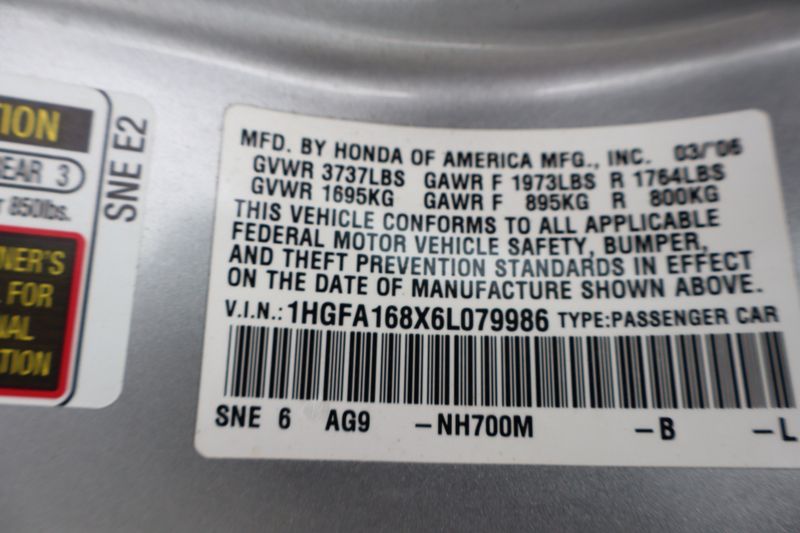 ION
EAR 3
r 850lbs.
NER'S
FOR
NAL
TION
SNE E2
MFD. BY HONDA OF AMERICA MFG., INC. 03/'06
GVWR 3737LBS GAWR F 1973LBS R 1764LBS
GVWR 1695KG GAWR F 895KG R 800KG
THIS VEHICLE CONFORMS TO ALL APPLICABLE
FEDERAL MOTOR VEHICLE SAFETY, BUMPER,
AND THEFT PREVENTION STANDARDS IN EFFECT
ON THE DATE OF MANUFACTURE SHOWN ABOVE.
V.I.N.: 1HGFA168X6L079986 TYPE:PASSENGER CAR
SNE 6 AG9 -NH700M -B -L